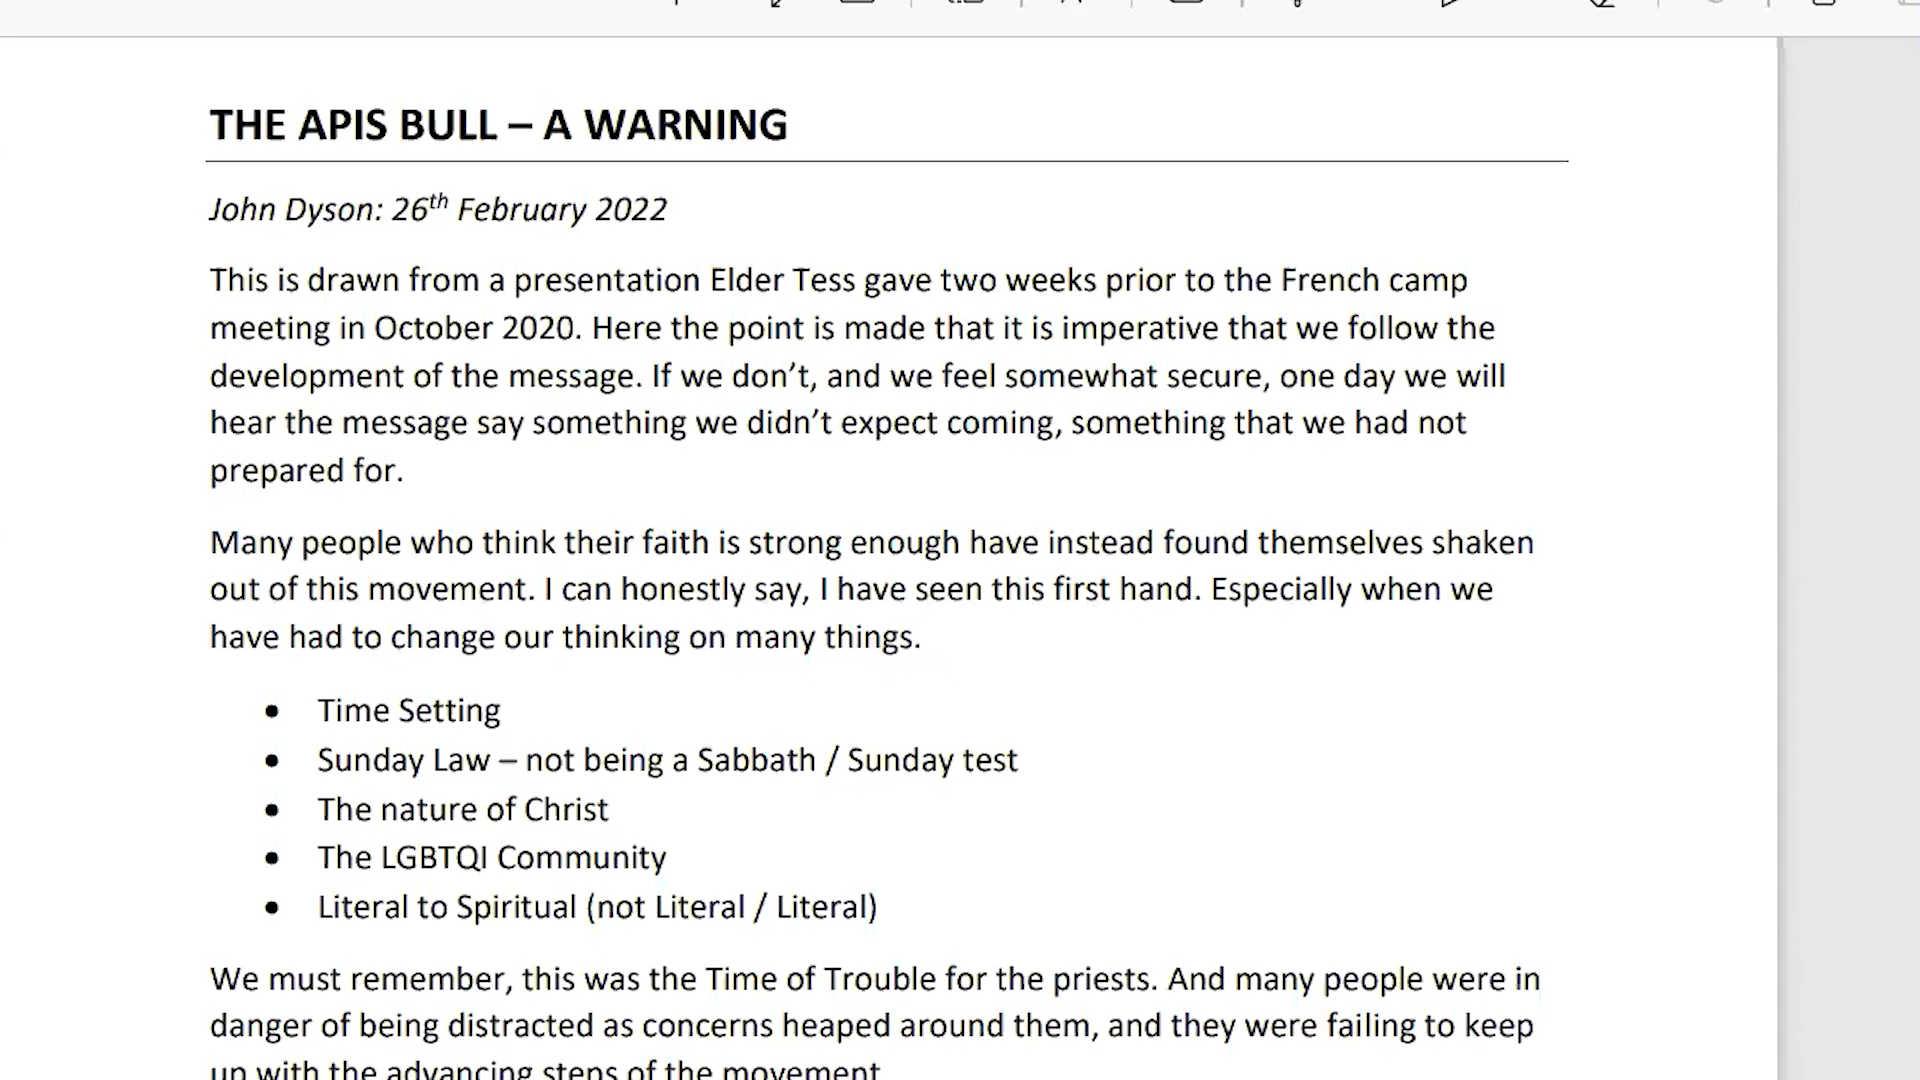 THE APIS BULL – A WARNING
John Dyson: 26th February 2022
This is drawn from a presentation Elder Tess gave two weeks prior to the French camp
meeting in October 2020. Here the point is made that it is imperative that we follow the
development of the message. If we don’t, and we feel somewhat secure, one day we will
hear the message say something we didn’t expect coming, something that we had not
prepared for.
Many people who think their faith is strong enough have instead found themselves shaken
out of this movement. I can honestly say, I have seen this first hand. Especially when we
have had to change our thinking on many things.
• Time Setting
• Sunday Law – not being a Sabbath / Sunday test
• The nature of Christ
• The LGBTQI Community
• Literal to Spiritual (not Literal / Literal)
We must remember, this was the Time of Trouble for the priests. And many people were in
danger of being distracted as concerns heaped around them, and they were failing to keep
up with the advancing steps of the movement